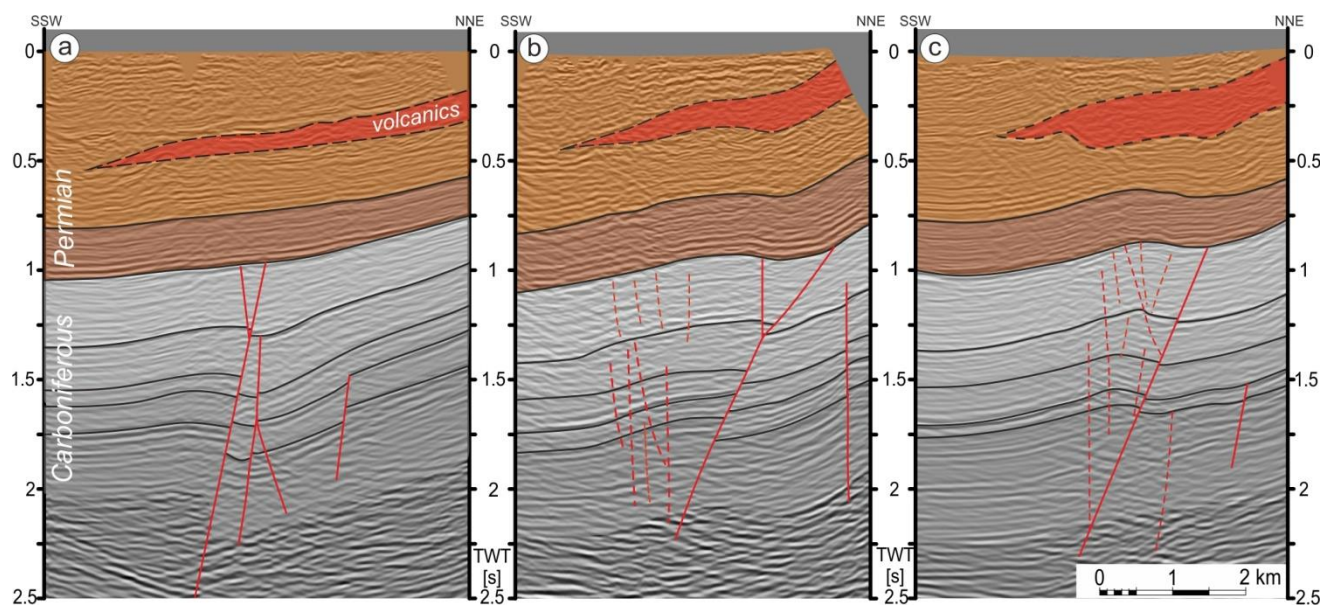 SSW NNE SSW NNE SSW NNE
a b c
0 0 0
volcanics
0.5 0.5 0.5
Permian
1 1 1
Carboniferous
1.5 1.5 1.5
2 2 2
TWT TWT
[s] [s]
0 1 2 km
2.5 2.5 2.5